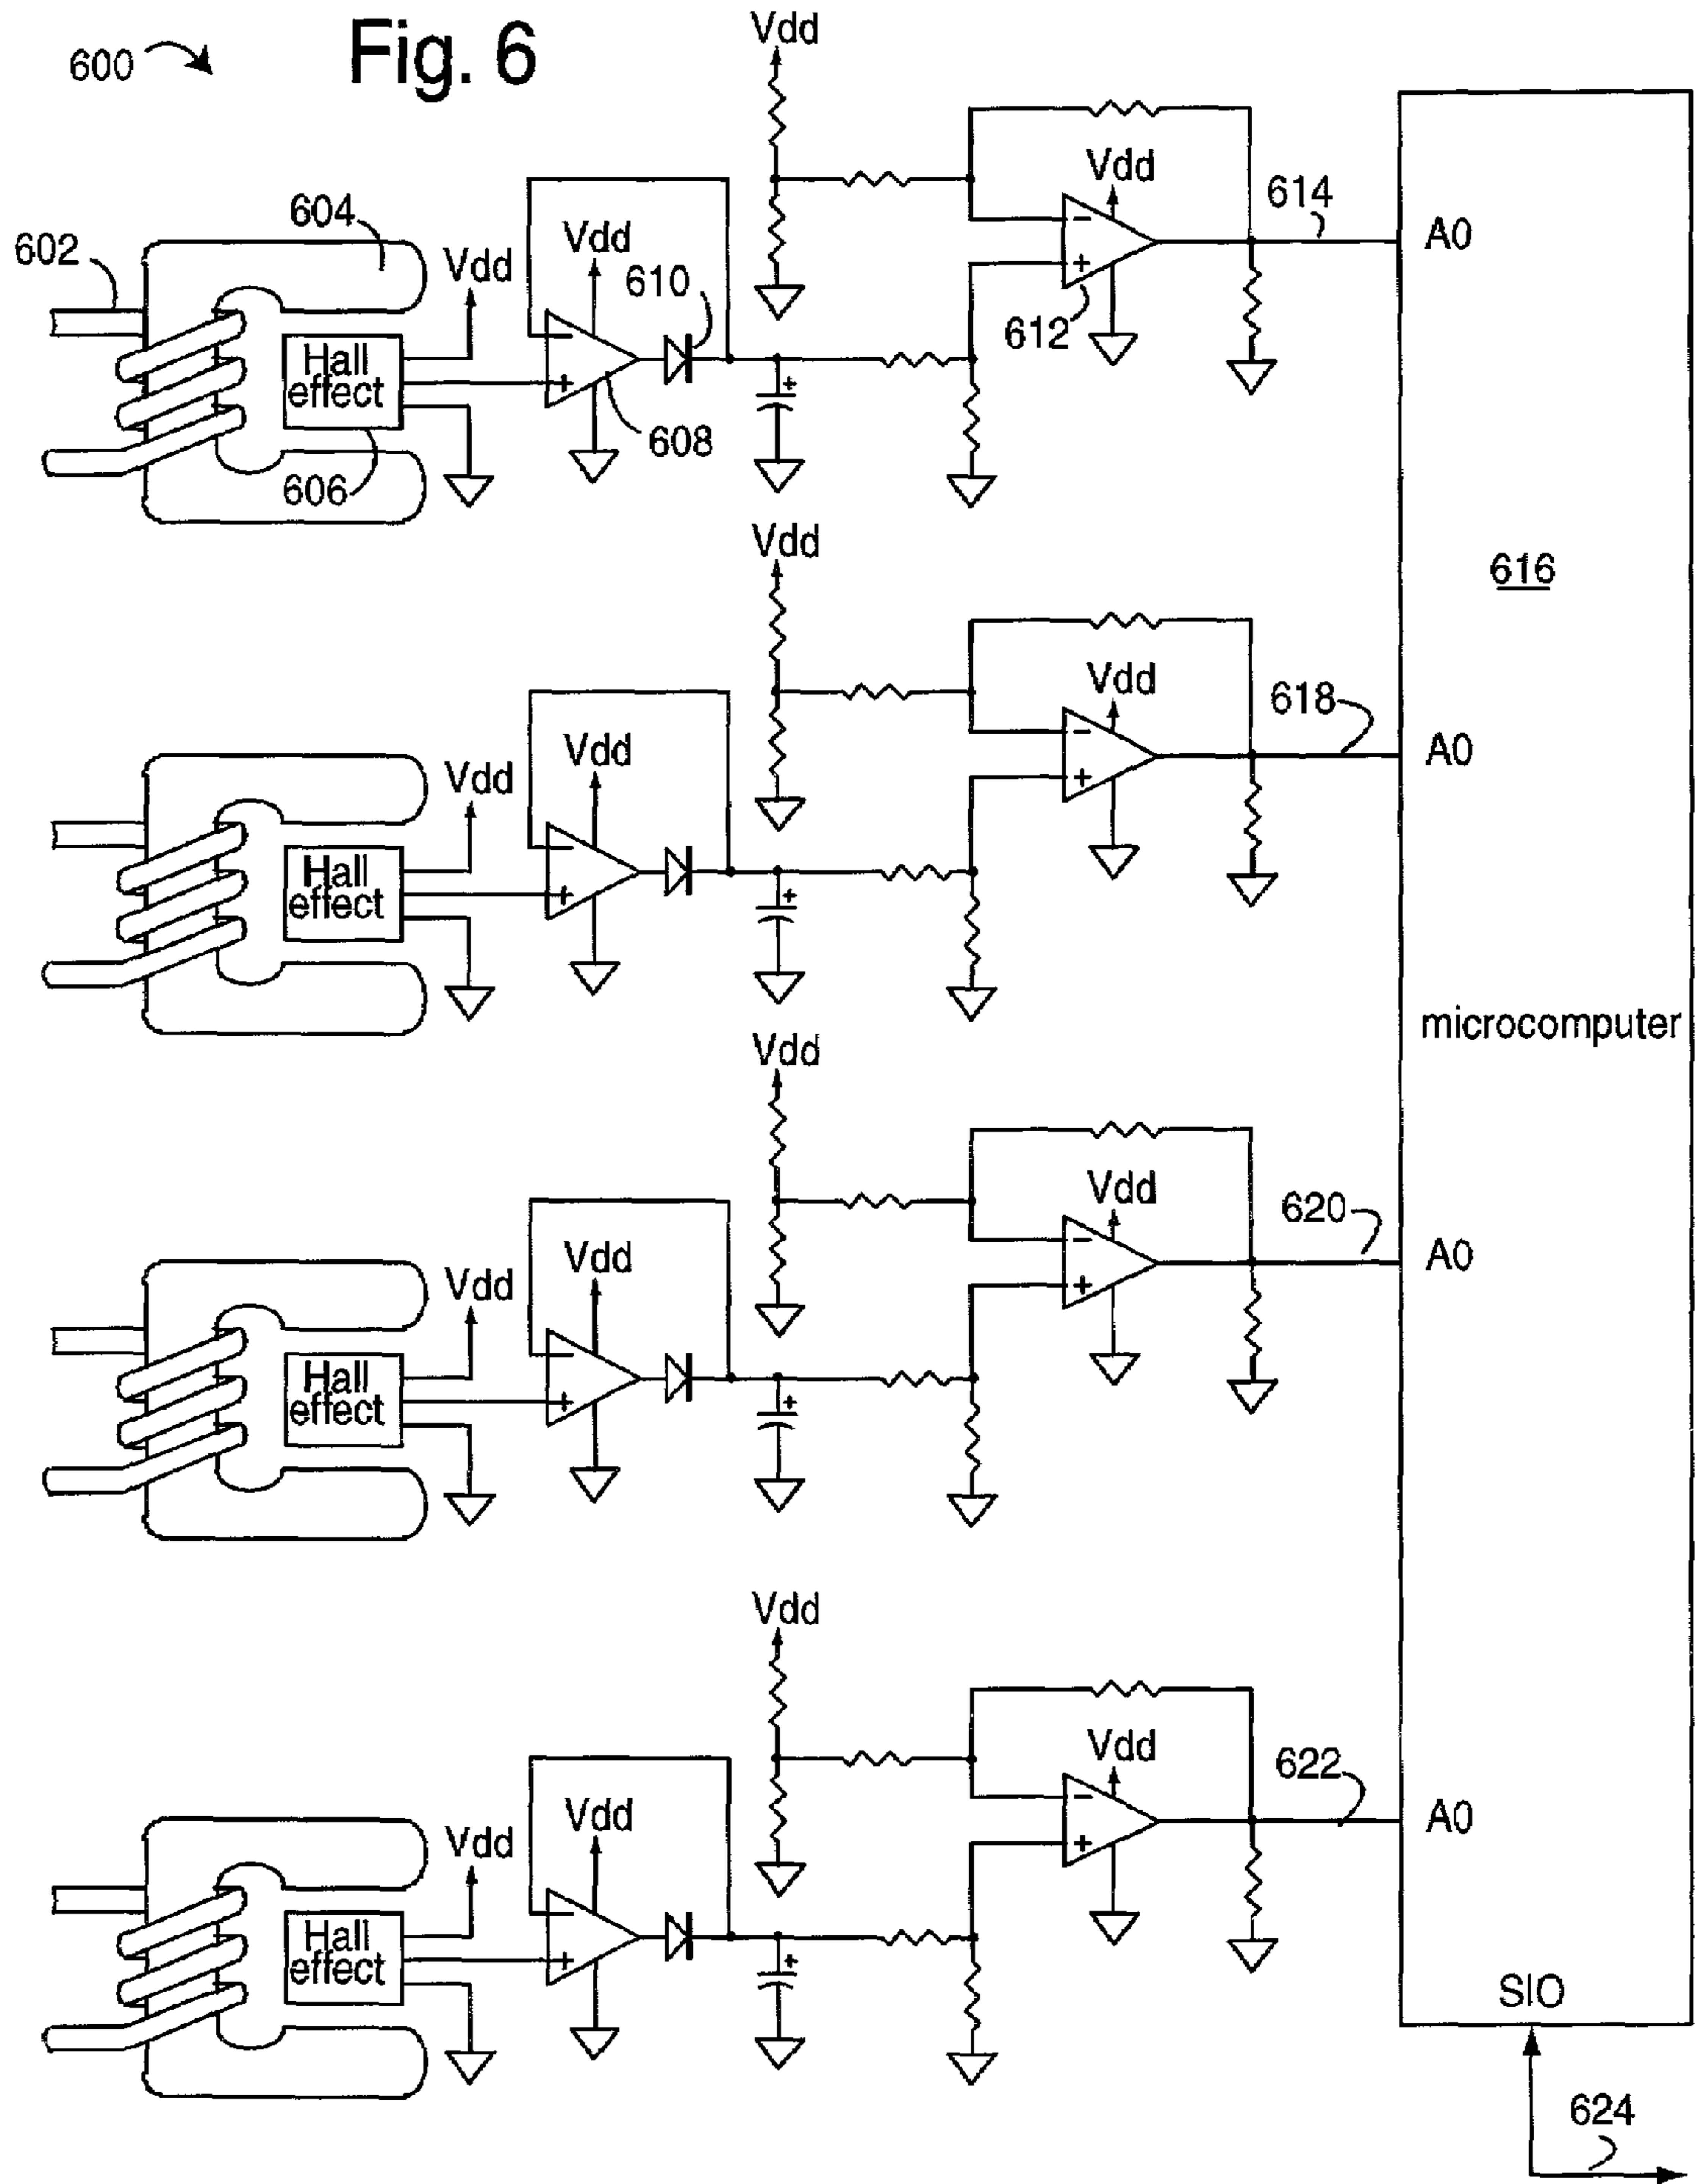 Fig. 6
600
Vdd
Vdd
614
A0
604
602
Vdd
Vdd
610
−
+
612
Hall
effect
−
+
+
608
606
Vdd
616
Vdd
618
A0
Vdd
Vdd
−
+
Hall
effect
−
+
+
microcomputer
Vdd
Vdd
620
A0
Vdd
Vdd
−
+
Hall
effect
−
+
+
Vdd
Vdd
622
A0
Vdd
Vdd
−
+
Hall
effect
−
+
+
SIO
624